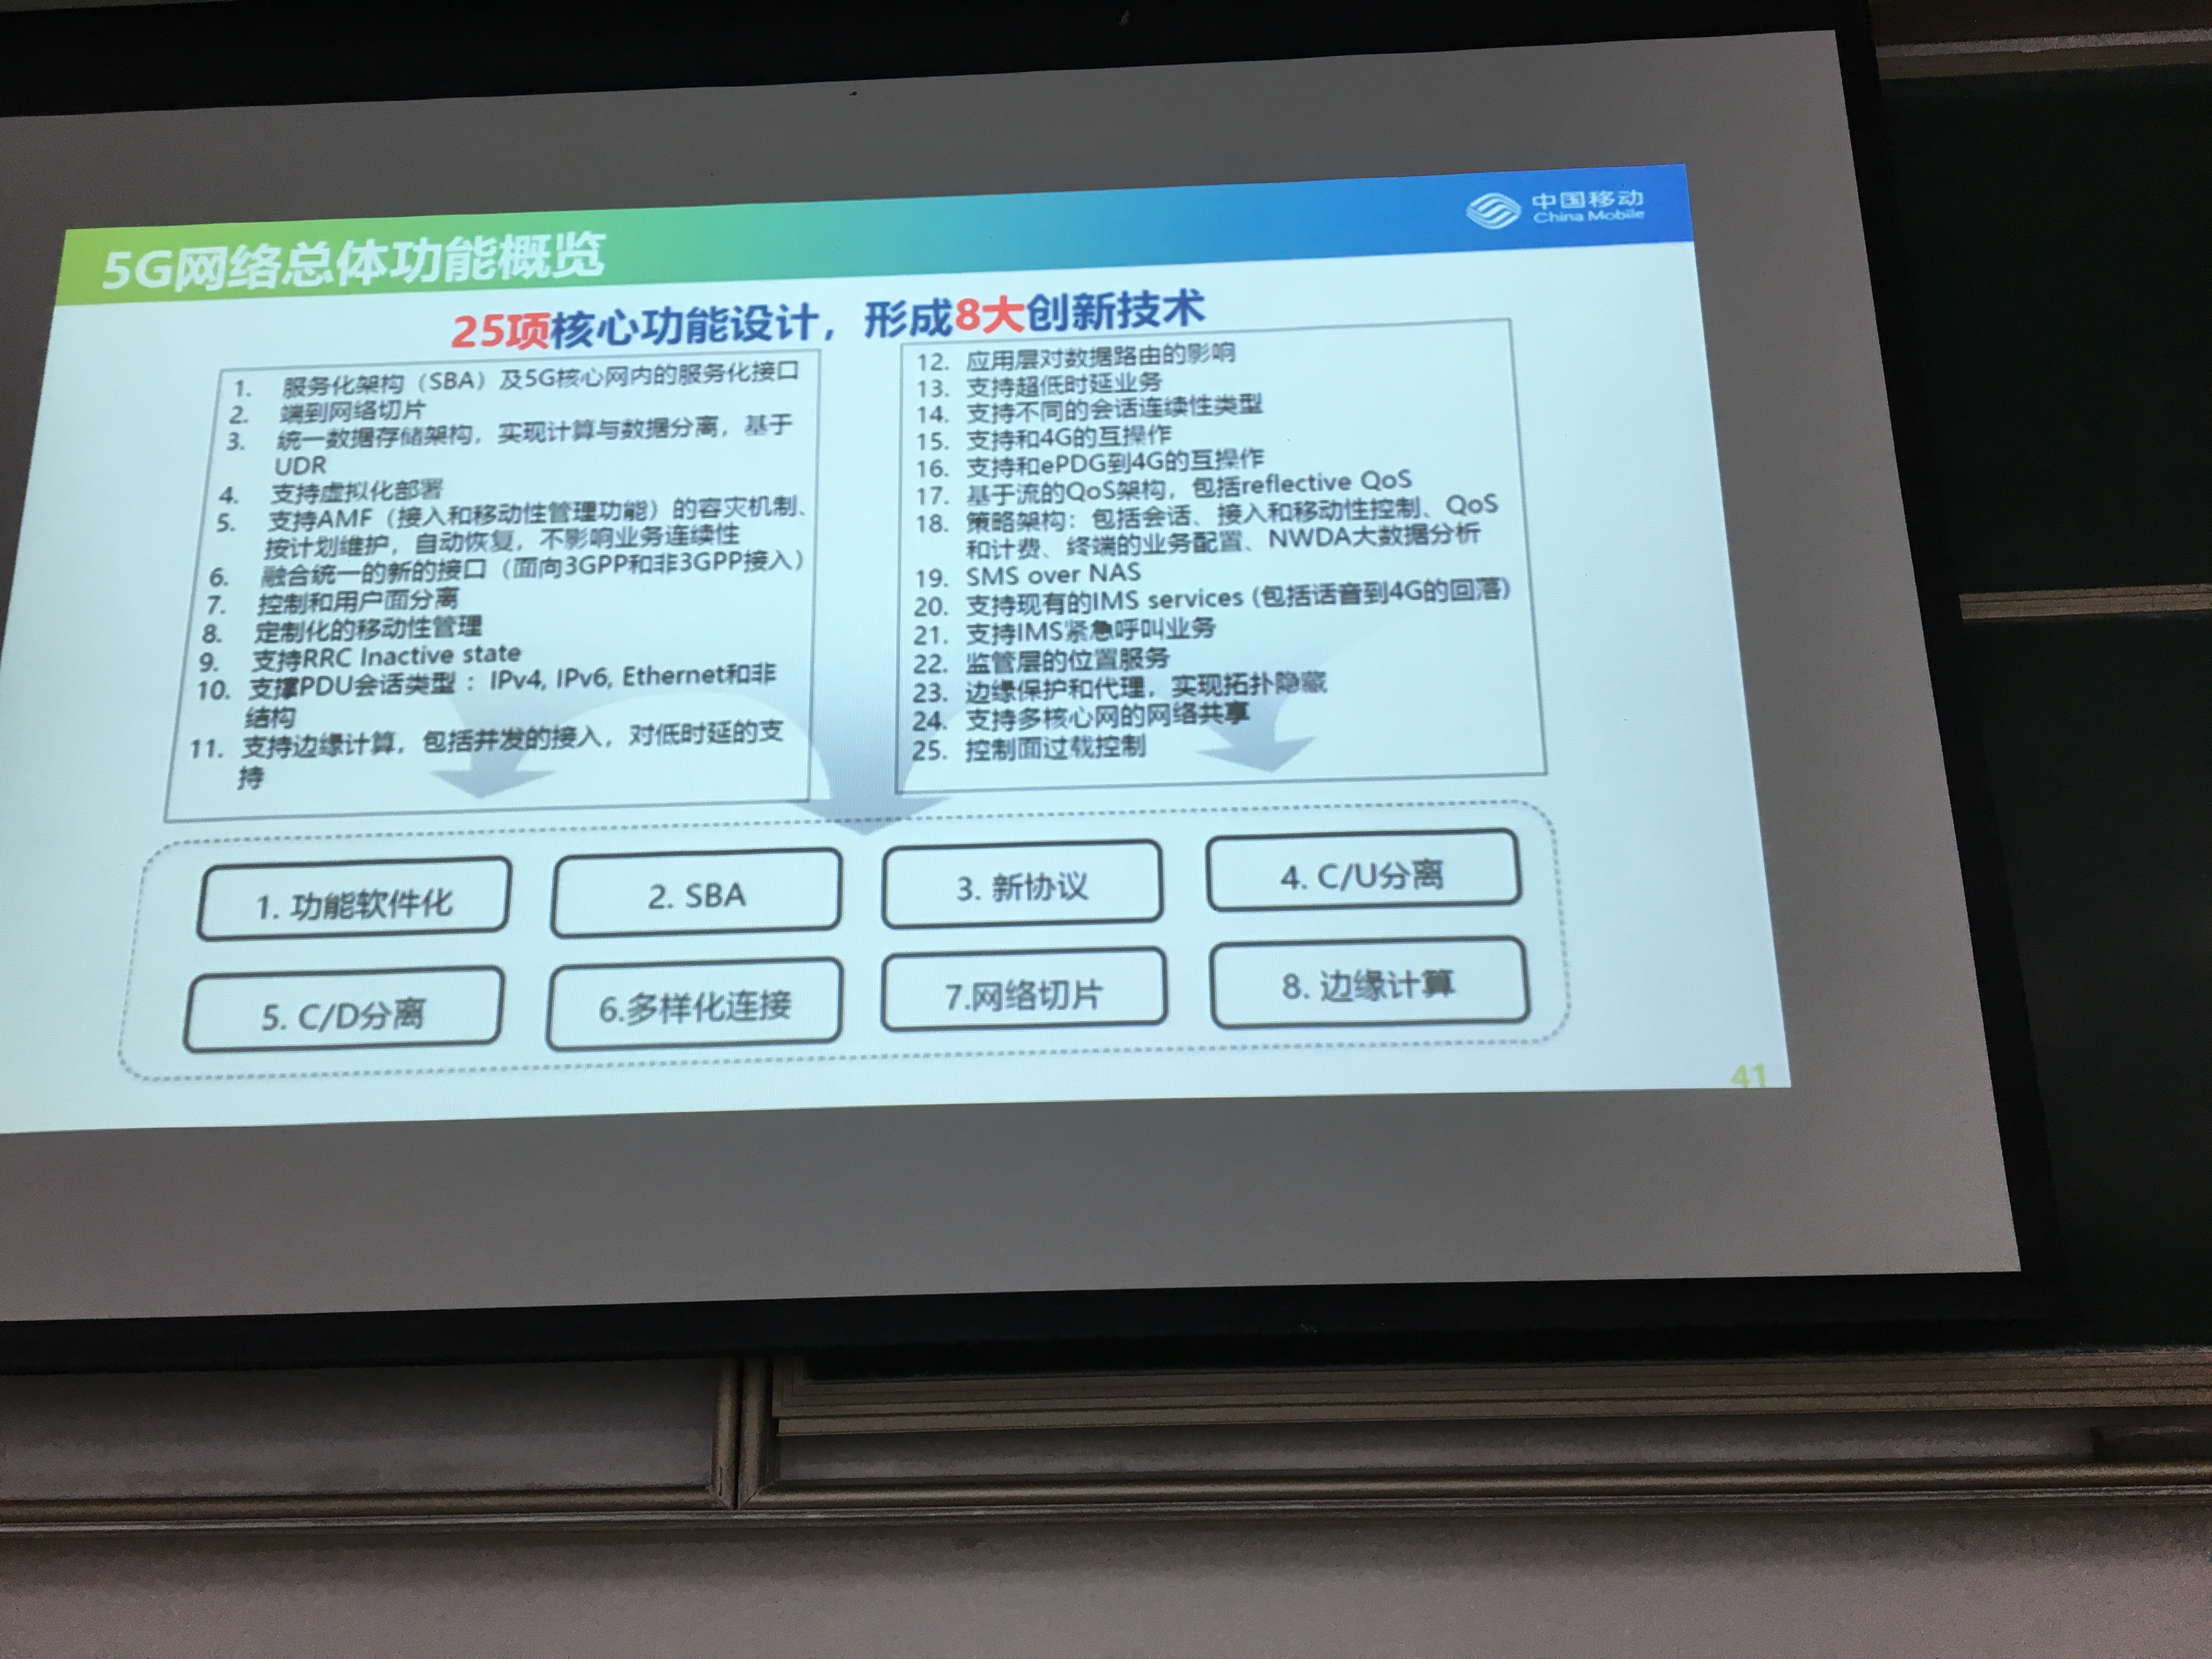 中国移动
China Mobile
5G网络总体功能概览
25项核心功能设计，形成8大创新技术
1. 服务化架构（SBA）及5G核心网内的服务化接口
2. 端到网络切片
3. 统一数据存储架构，实现计算与数据分离，基于
UDR
4. 支持虚拟化部署
5. 支持AMF（接入和移动性管理功能）的容灾机制、
按计划维护，自动恢复，不影响业务连续性
6. 融合统一的新的接口（面向3GPP和非3GPP接入）
7. 控制和用户面分离
8. 定制化的移动性管理
9. 支持RRC Inactive state
10. 支撑PDU会话类型：IPv4, IPv6, Ethernet和非
结构
11. 支持边缘计算，包括并发的接入，对低时延的支
持
12. 应用层对数据路由的影响
13. 支持超低时延业务
14. 支持不同的会话连续性类型
15. 支持和4G的互操作
16. 支持和ePDG到4G的互操作
17. 基于流的QoS架构，包括reflective QoS
18. 策略架构：包括会话、接入和移动性控制、QoS
和计费、终端的业务配置、NWDA大数据分析
19. SMS over NAS
20. 支持现有的IMS services (包括话音到4G的回落)
21. 支持IMS紧急呼叫业务
22. 监管层的位置服务
23. 边缘保护和代理，实现拓扑隐藏
24. 支持多核心网的网络共享
25. 控制面过载控制
1. 功能软件化
2. SBA
3. 新协议
4. C/U分离
5. C/D分离
6.多样化连接
7.网络切片
8. 边缘计算
41